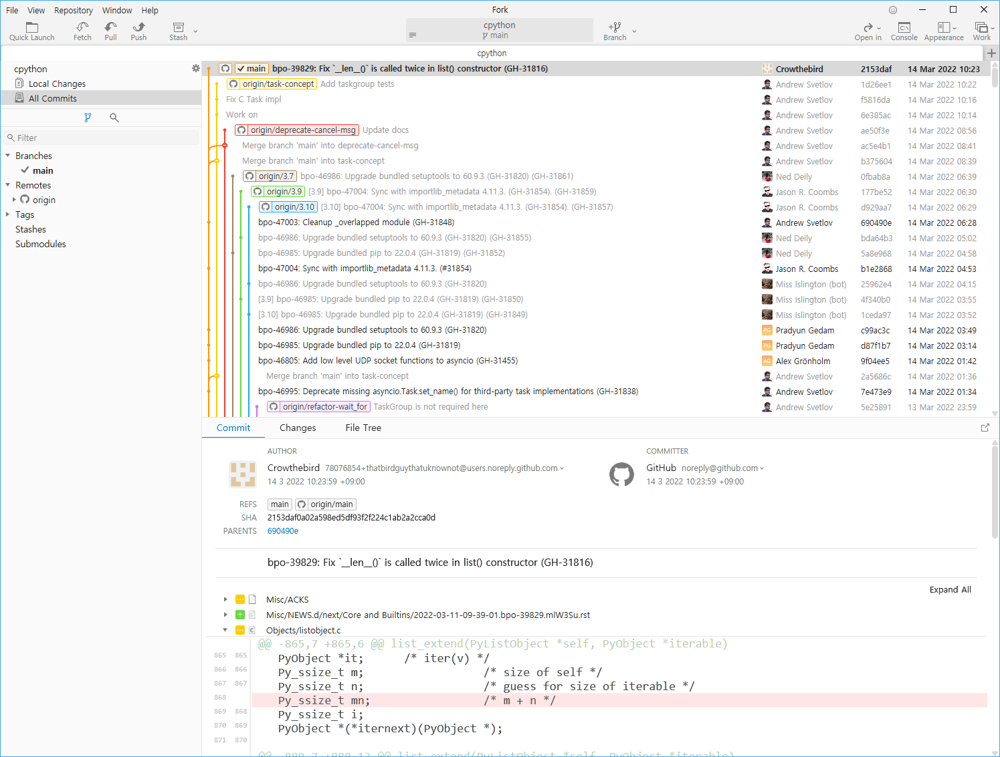 File View Repository Window Help Fork
Quick Launch Fetch Pull Push Stash
cpython
main
Branch Open in Console Appearance Work
cpython
cpython
Local Changes
All Commits
Filter
Branches
main
Remotes
origin
Tags
Stashes
Submodules
main bpo-39829: Fix `__len__()` is called twice in list() constructor (GH-31816) Crowthebird 2153daf 14 Mar 2022 10:23
origin/task-concept Add taskgroup tests Andrew Svetlov 1d26ee1 14 Mar 2022 10:22
Fix C Task impl Andrew Svetlov f5816da 14 Mar 2022 10:16
Work on Andrew Svetlov 6e385ac 14 Mar 2022 10:14
origin/deprecate-cancel-msg Update docs Andrew Svetlov ae50f3e 14 Mar 2022 08:56
Merge branch 'main' into deprecate-cancel-msg Andrew Svetlov ac5e4b1 14 Mar 2022 08:41
Merge branch 'main' into task-concept Andrew Svetlov b375604 14 Mar 2022 08:39
origin/3.7 bpo-46986: Upgrade bundled setuptools to 60.9.3 (GH-31820) (GH-31861) Ned Deily 0fbab8a 14 Mar 2022 06:39
origin/3.9 [3.9] bpo-47004: Sync with importlib_metadata 4.11.3. (GH-31854). (GH-31859) Jason R. Coombs 177be52 14 Mar 2022 06:30
origin/3.10 [3.10] bpo-47004: Sync with importlib_metadata 4.11.3. (GH-31854). (GH-31857) Jason R. Coombs d929aa7 14 Mar 2022 06:29
bpo-47003: Cleanup _overlapped module (GH-31848) Andrew Svetlov 690490e 14 Mar 2022 06:28
bpo-46986: Upgrade bundled setuptools to 60.9.3 (GH-31820) (GH-31855) Ned Deily bda64b3 14 Mar 2022 05:02
bpo-46985: Upgrade bundled pip to 22.0.4 (GH-31819) (GH-31852) Ned Deily 5a8e968 14 Mar 2022 04:58
bpo-47004: Sync with importlib_metadata 4.11.3. (#31854) Jason R. Coombs b1e2868 14 Mar 2022 04:53
bpo-46986: Upgrade bundled setuptools to 60.9.3 (GH-31820) Miss Islington (bot) 25962e4 14 Mar 2022 04:15
[3.9] bpo-46985: Upgrade bundled pip to 22.0.4 (GH-31819) (GH-31850) Miss Islington (bot) 4f340b0 14 Mar 2022 03:55
[3.10] bpo-46985: Upgrade bundled pip to 22.0.4 (GH-31819) (GH-31849) Miss Islington (bot) 1ceda97 14 Mar 2022 03:52
bpo-46986: Upgrade bundled setuptools to 60.9.3 (GH-31820) PG Pradyun Gedam c99ac3c 14 Mar 2022 03:49
bpo-46985: Upgrade bundled pip to 22.0.4 (GH-31819) PG Pradyun Gedam d87f1b7 14 Mar 2022 03:14
bpo-46805: Add low level UDP socket functions to asyncio (GH-31455) AG Alex Grönholm 9f04ee5 14 Mar 2022 01:42
Merge branch 'main' into task-concept Andrew Svetlov 2a5686c 14 Mar 2022 01:36
bpo-46995: Deprecate missing asyncio.Task.set_name() for third-party task implementations (GH-31838) Andrew Svetlov 7e473e9 14 Mar 2022 01:34
origin/refactor-wait_for TaskGroup is not required here Andrew Svetlov 5e25891 13 Mar 2022 23:59
Commit Changes File Tree
AUTHOR COMMITTER
Crowthebird 78076854+thatbirdguythatuknownot@users.noreply.github.com GitHub noreply@github.com
14 3 2022 10:23:59 +09:00 14 3 2022 10:23:59 +09:00
REFS main origin/main
SHA 2153daf0a02a598ed5df93f2f224c1ab2a2cca0d
PARENTS 690490e
bpo-39829: Fix `__len__()` is called twice in list() constructor (GH-31816)
Expand All
Misc/ACKS
Misc/NEWS.d/next/Core and Builtins/2022-03-11-09-39-01.bpo-39829.mlW3Su.rst
C Objects/listobject.c
@@ -865,7 +865,6 @@ list_extend(PyListObject *self, PyObject *iterable)
865 865 PyObject *it; /* iter(v) */
866 866 Py_ssize_t m; /* size of self */
867 867 Py_ssize_t n; /* guess for size of iterable */
868 Py_ssize_t mn; /* m + n */
869 868 Py_ssize_t i;
870 869 PyObject *(*iternext)(PyObject *);
871 870
@@ -889,7 +888,13 @@ list_extend(PyListObject *self, PyObject *iterable)